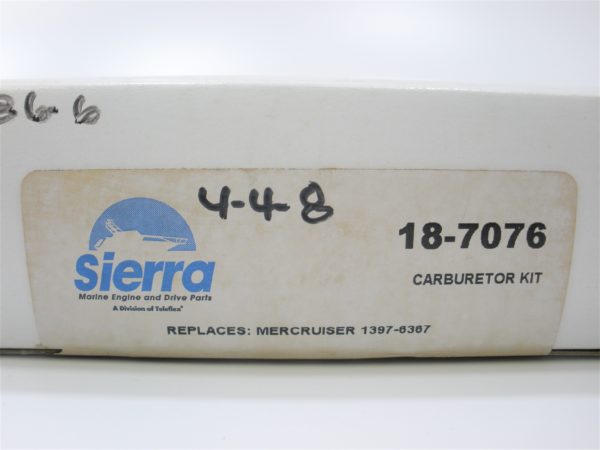 36-6
4-4-8
18-7076
Sierra
CARBURETOR KIT
Marine Engine and Drive Parts
A Division of Teleflex®
REPLACES: MERCRUISER 1397-6367